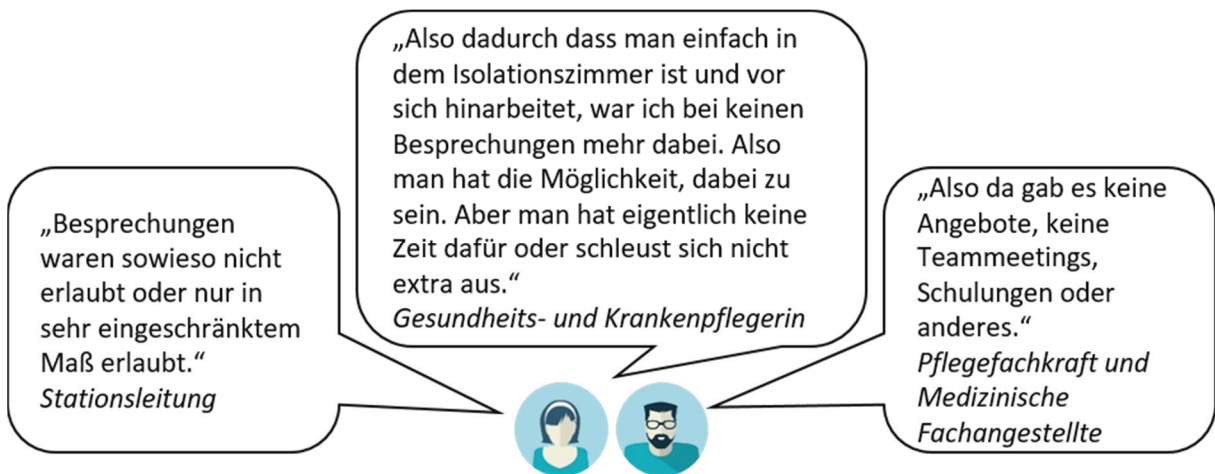 „Besprechungen
waren sowieso nicht
erlaubt oder nur in
sehr eingeschränktem
Maß erlaubt.“
Stationsleitung
„Also dadurch dass man einfach in
dem Isolationszimmer ist und vor
sich hinarbeitet, war ich bei keinen
Besprechungen mehr dabei. Also
man hat die Möglichkeit, dabei zu
sein. Aber man hat eigentlich keine
Zeit dafür oder schleust sich nicht
extra aus.“
Gesundheits- und Krankenpflegerin
„Also da gab es keine
Angebote, keine
Teammeetings,
Schulungen oder
anderes.“
Pflegefachkraft und
Medizinische
Fachangestellte